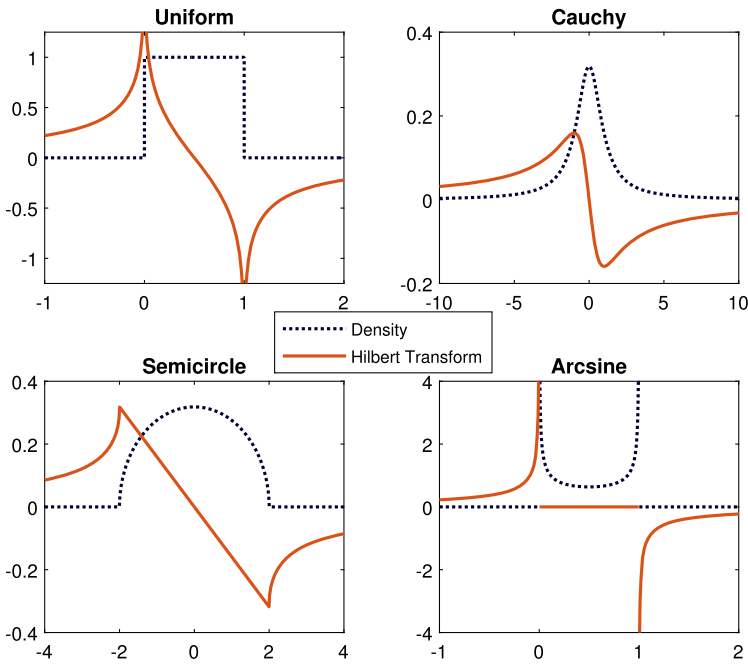 Uniform
1
0.5
0
-0.5
-1
-1 0 1 2
Cauchy
0.4
0.2
0
-0.2
-10 -5 0 5 10
Density
Hilbert Transform
Semicircle
0.4
0.2
0
-0.2
-0.4
-4 -2 0 2 4
Arcsine
4
2
0
-2
-4
-1 0 1 2